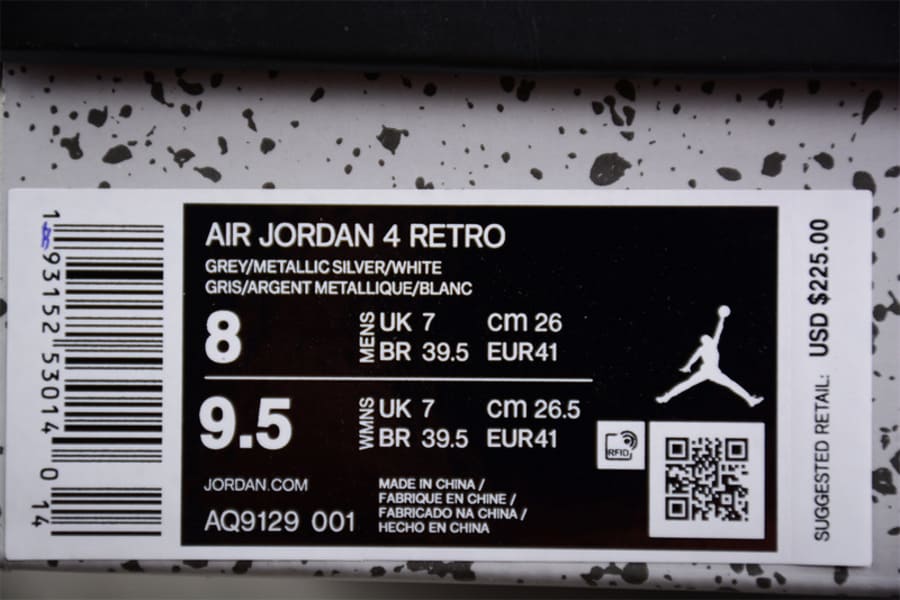 AIR JORDAN 4 RETRO
GREY/METALLIC SILVER/WHITE
GRIS/ARGENT METALLIQUE/BLANC
8 MENS UK 7 cm 26
BR 39.5 EUR41
9.5 WMNS UK 7 cm 26.5
BR 39.5 EUR41
JORDAN.COM
AQ9129 001
MADE IN CHINA /
FABRIQUE EN CHINE /
FABRICADO NA CHINA /
HECHO EN CHINA
RFID
SUGGESTED RETAIL: USD $225.00
93152 53014 0 14